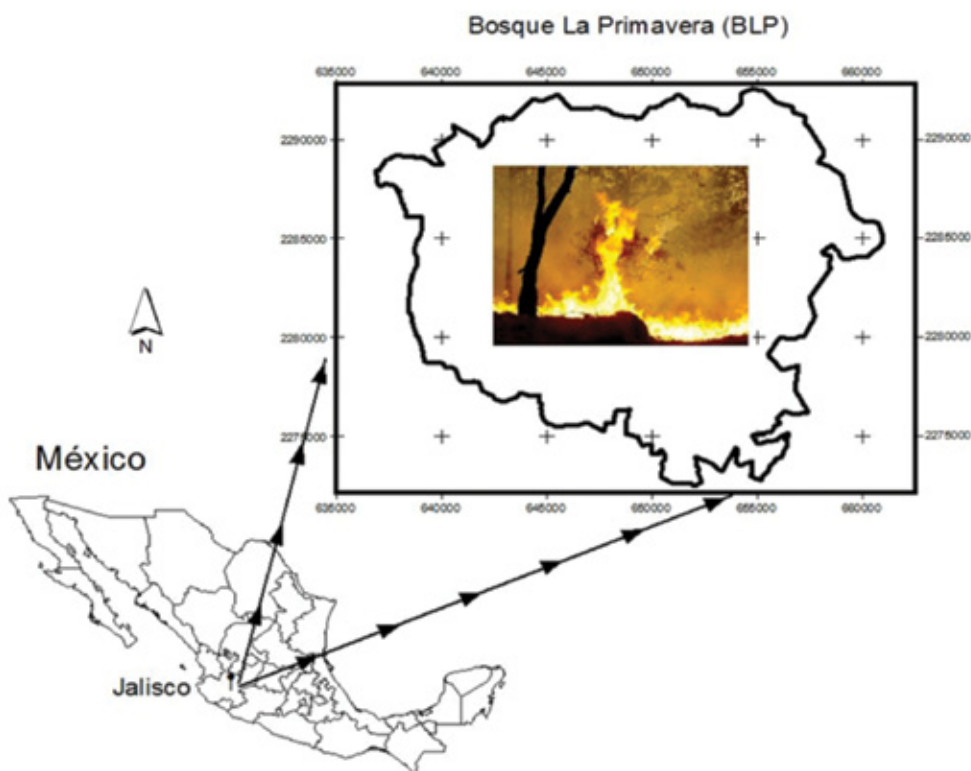 Bosque La Primavera (BLP)
635000 640000 645000 650000 655000 660000
2290000 2290000
2285000 2285000
2280000 2280000
2275000 2275000
635000 640000 645000 650000 655000 660000
N
México
Jalisco